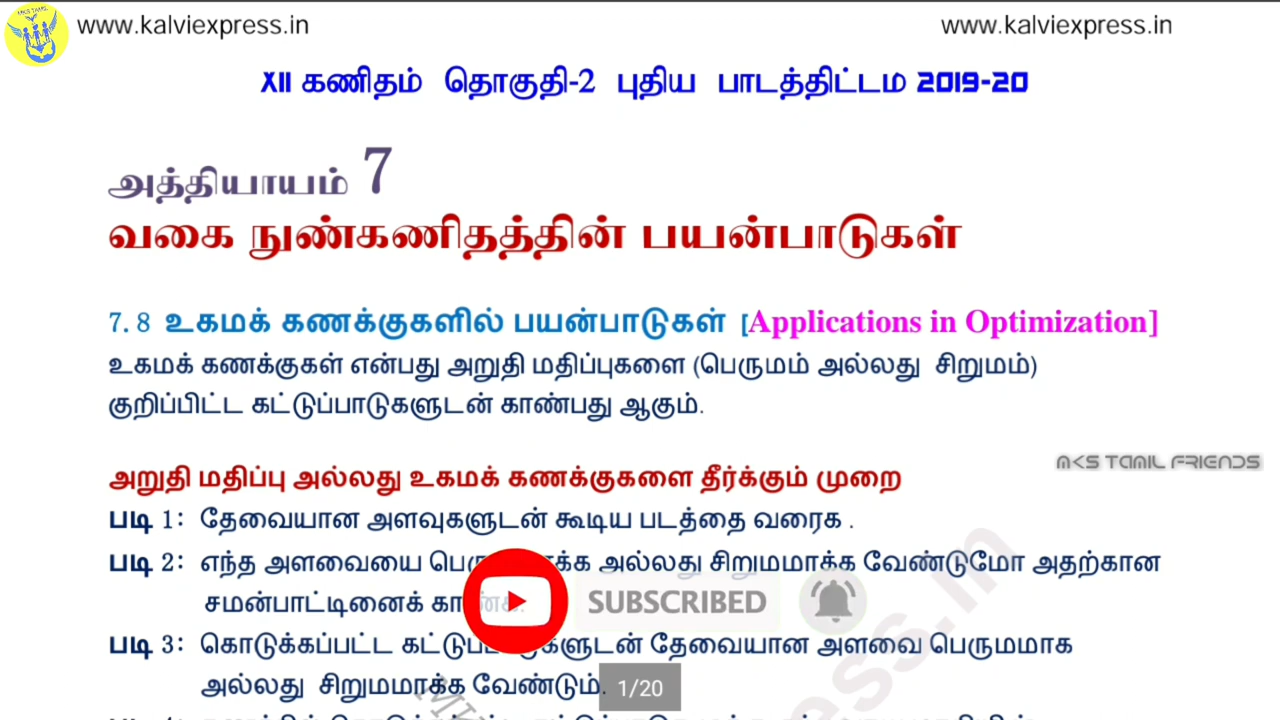 MKS TAMIL
www.kalviexpress.in
www.kalviexpress.in
XII கணிதம் தொகுதி-2 புதிய பாடத்திட்டம 2019-20
அத்தியாயம் 7
வகை நுண்கணிதத்தின் பயன்பாடுகள்
7.8 உகமக் கணக்குகளில் பயன்பாடுகள் [Applications in Optimization]
உகமக் கணக்குகள் என்பது அறுதி மதிப்புகளை (பெருமம் அல்லது சிறுமம்)
குறிப்பிட்ட கட்டுப்பாடுகளுடன் காண்பது ஆகும்.
MKS TAMIL FRIENDS
அறுதி மதிப்பு அல்லது உகமக் கணக்குகளை தீர்க்கும் முறை
படி 1: தேவையான அளவுகளுடன் கூடிய படத்தை வரைக .
படி 2: எந்த அளவையை அல்லது சிறுமமாக்க வேண்டுமோ அதற்கான
சமன்பாட்டினைக்
SUBSCRIBED
படி 3: கொடுக்கப்பட்ட தேவையான அளவை பெருமமாக
அல்லது சிறுமமாக்க வேண்டும்.
1/20